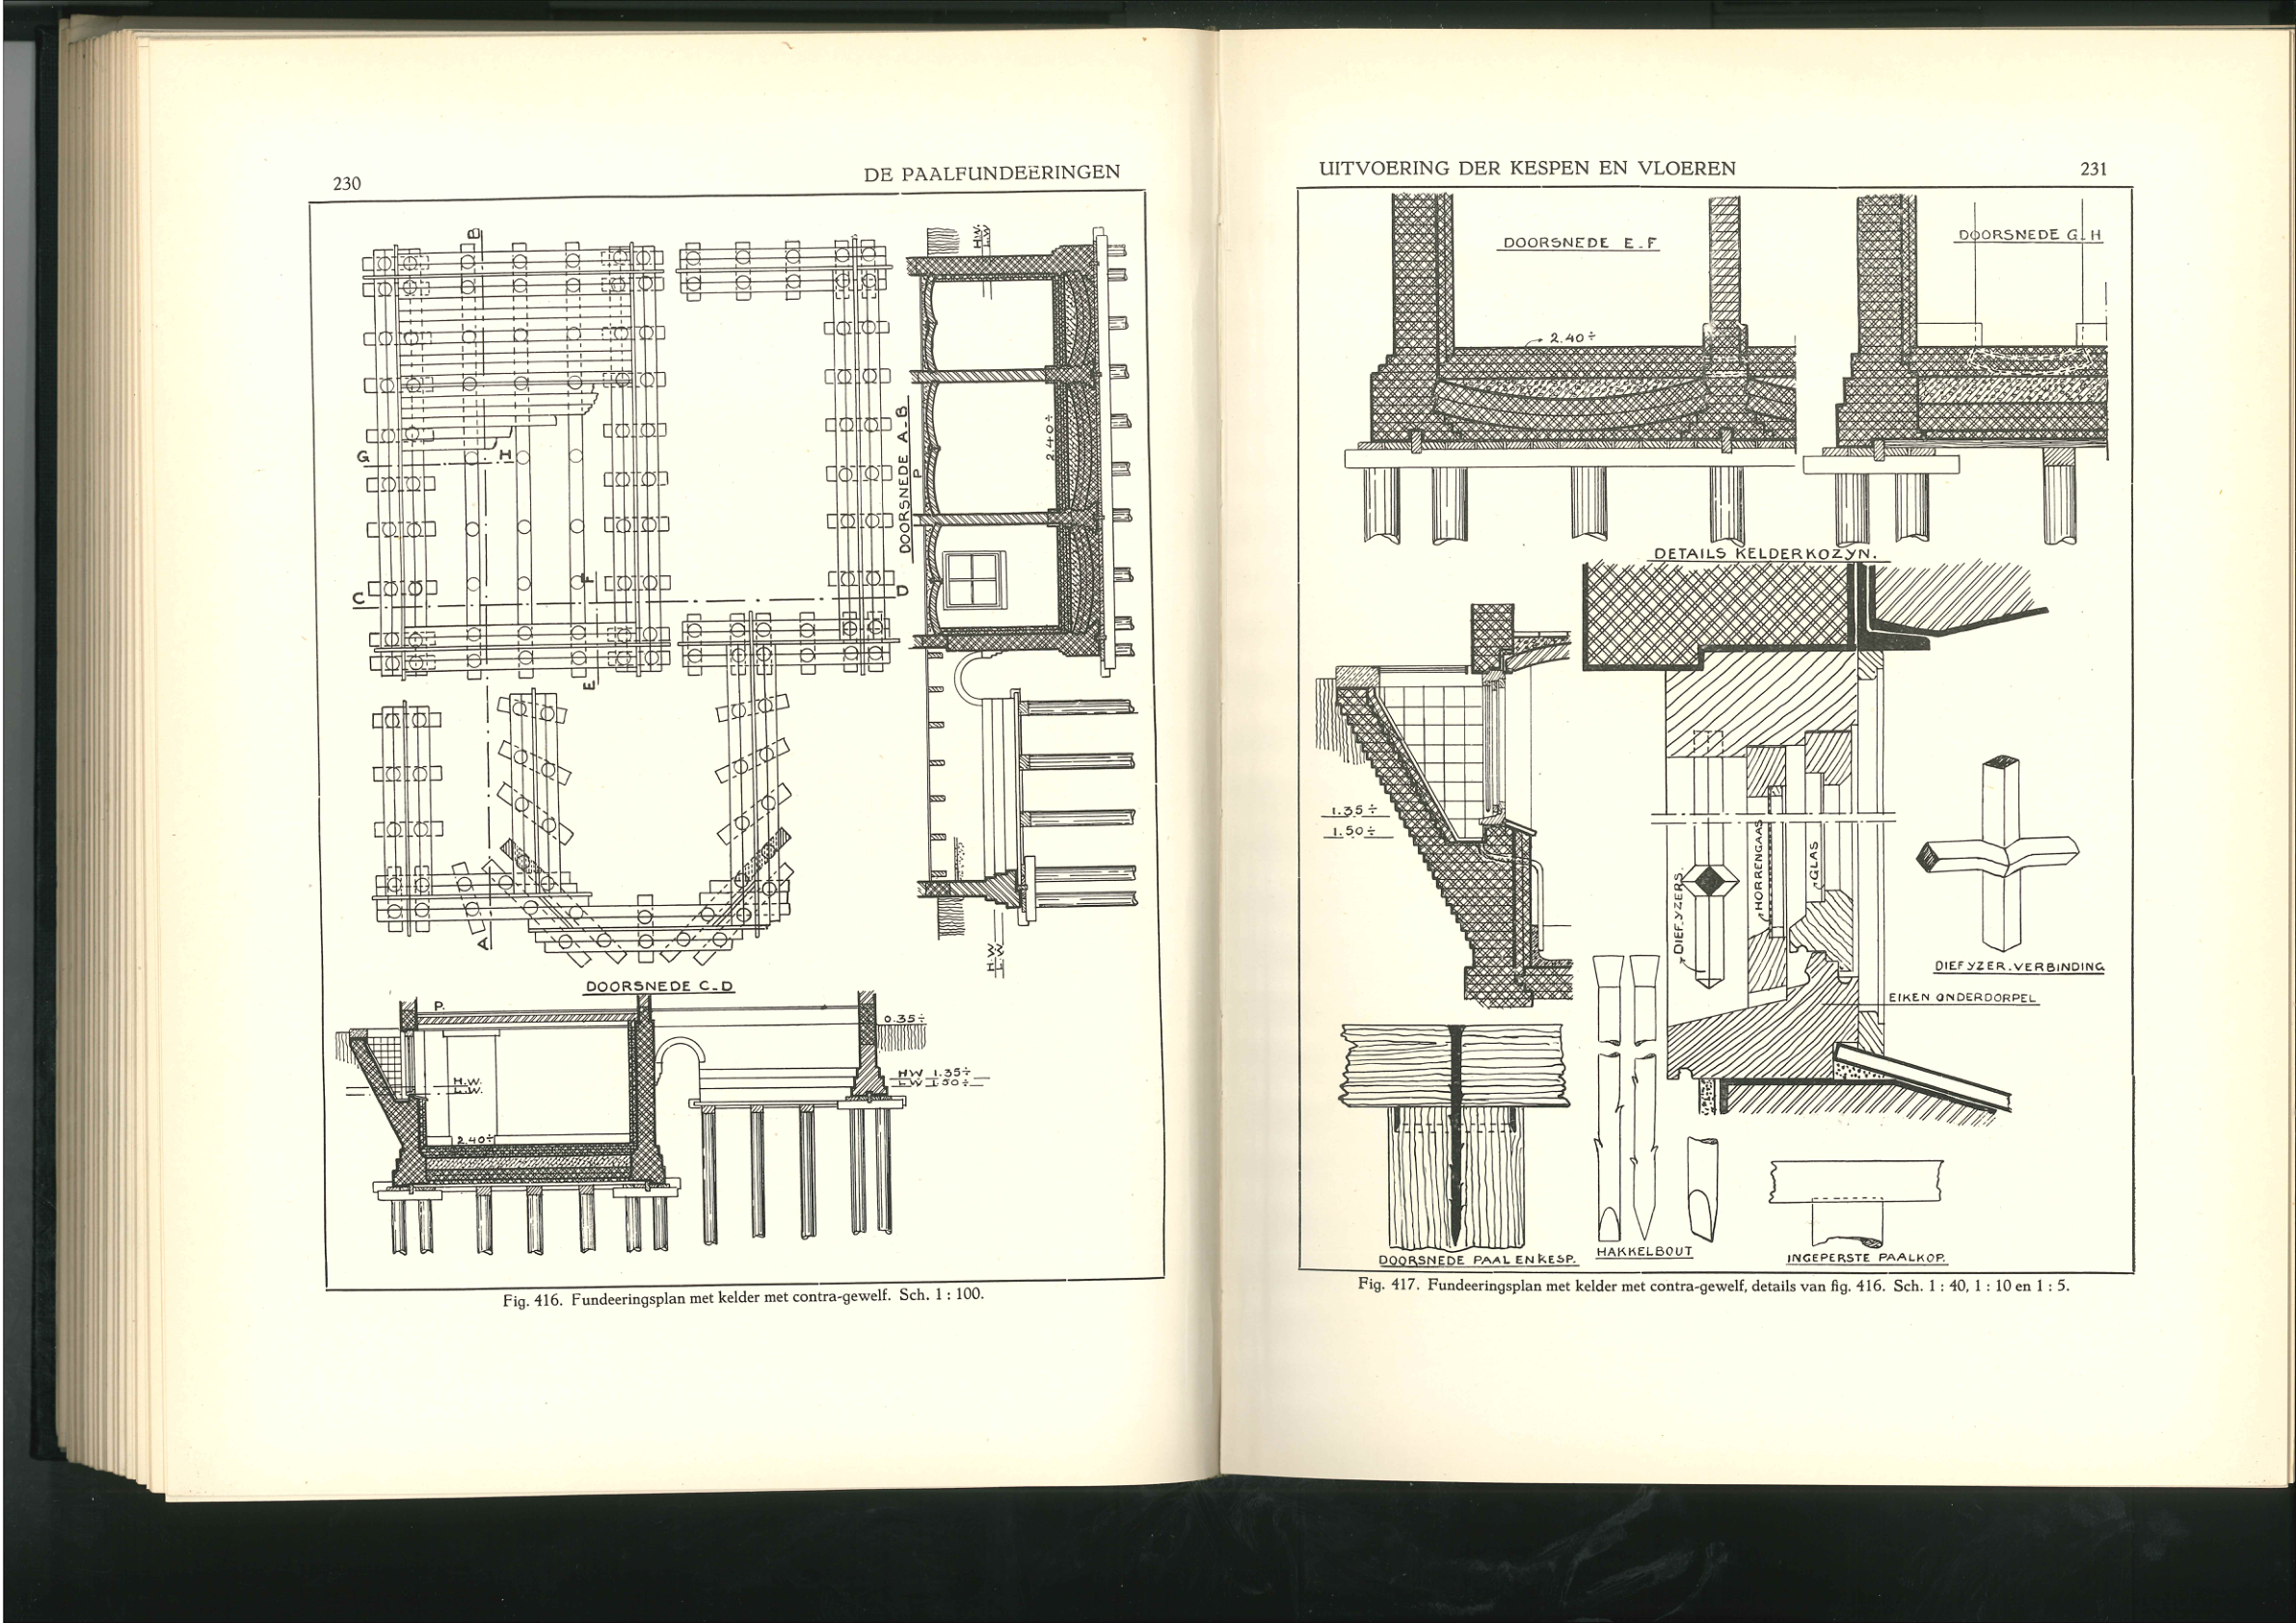 230
DE PAALFUNDEERINGEN
B
H.W.
L.W.
G
H
DOORSNEDE A-B
P
2.40÷
C
D
F
E
A
H.W.
L.W.
DOORSNEDE C-D
P.
0.35÷
H.W.
L.W.
HW 1.35÷
LW 1.50÷
2.40÷
Fig. 416. Fundeeringsplan met kelder met contra-gewelf. Sch. 1 : 100.
UITVOERING DER KESPEN EN VLOEREN
231
DOORSNEDE E-F
DOORSNEDE G-H
2.40÷
DETAILS KELDERKOZYN.
1.35÷
1.50÷
DIEFYZERS.
HORRENGAAS
GLAS
DIEFYZER.VERBINDING
EIKEN ONDERDORPEL
DOORSNEDE PAAL EN KESP.
HAKKELBOUT
INGEPERSTE PAALKOP.
Fig. 417. Fundeeringsplan met kelder met contra-gewelf, details van fig. 416. Sch. 1 : 40, 1 : 10 en 1 : 5.